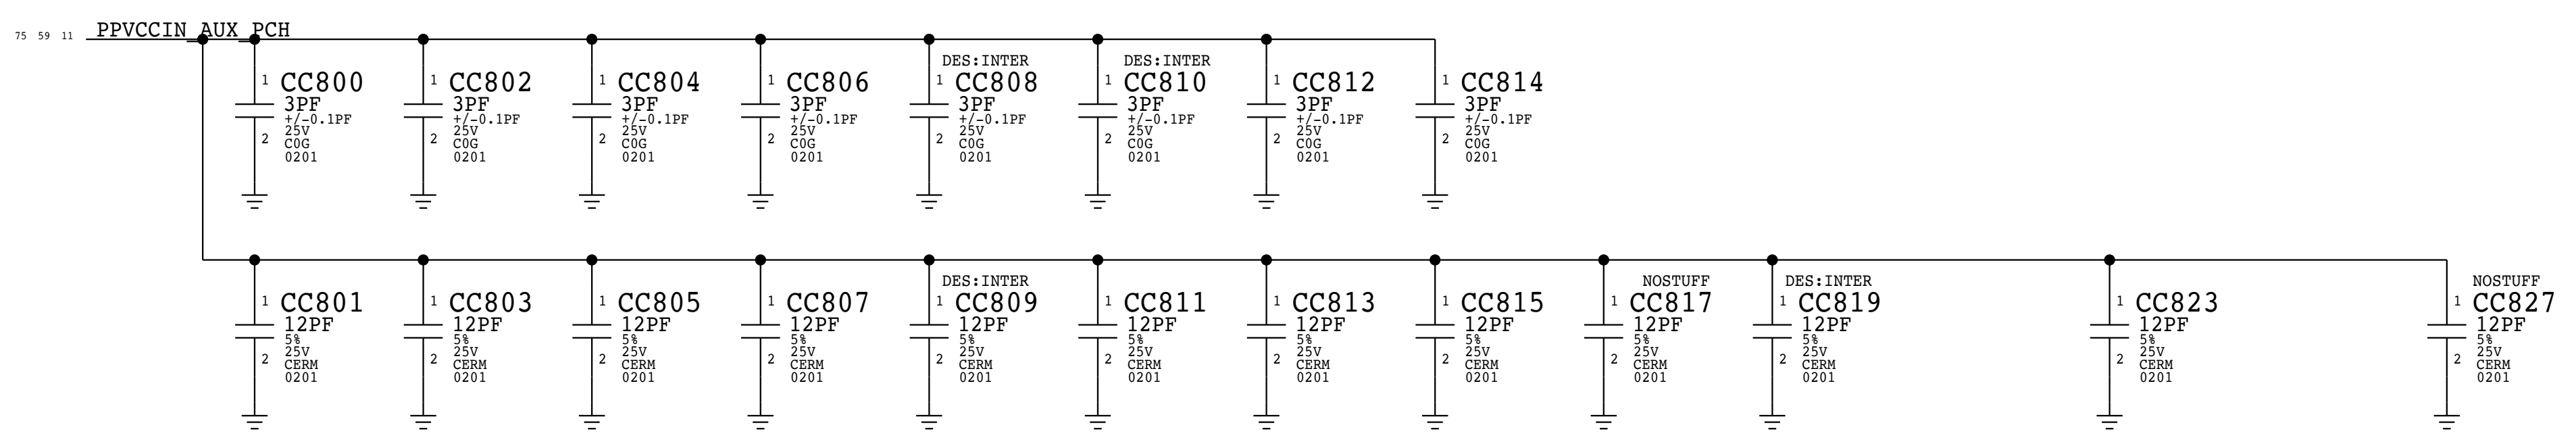 75 59 11 PPVCCIN_AUX_PCH
DES:INTER DES:INTER
1 CC800 1 CC802 1 CC804 1 CC806 1 CC808 1 CC810 1 CC812 1 CC814
3PF 3PF 3PF 3PF 3PF 3PF 3PF 3PF
+/-0.1PF +/-0.1PF +/-0.1PF +/-0.1PF +/-0.1PF +/-0.1PF +/-0.1PF +/-0.1PF
25V 25V 25V 25V 25V 25V 25V 25V
2 C0G 2 C0G 2 C0G 2 C0G 2 C0G 2 C0G 2 C0G 2 C0G
0201 0201 0201 0201 0201 0201 0201 0201
DES:INTER NOSTUFF DES:INTER NOSTUFF
1 CC801 1 CC803 1 CC805 1 CC807 1 CC809 1 CC811 1 CC813 1 CC815 1 CC817 1 CC819 1 CC823 1 CC827
12PF 12PF 12PF 12PF 12PF 12PF 12PF 12PF 12PF 12PF 12PF 12PF
5% 5% 5% 5% 5% 5% 5% 5% 5% 5% 5% 5%
25V 25V 25V 25V 25V 25V 25V 25V 25V 25V 25V 25V
2 CERM 2 CERM 2 CERM 2 CERM 2 CERM 2 CERM 2 CERM 2 CERM 2 CERM 2 CERM 2 CERM 2 CERM
0201 0201 0201 0201 0201 0201 0201 0201 0201 0201 0201 0201